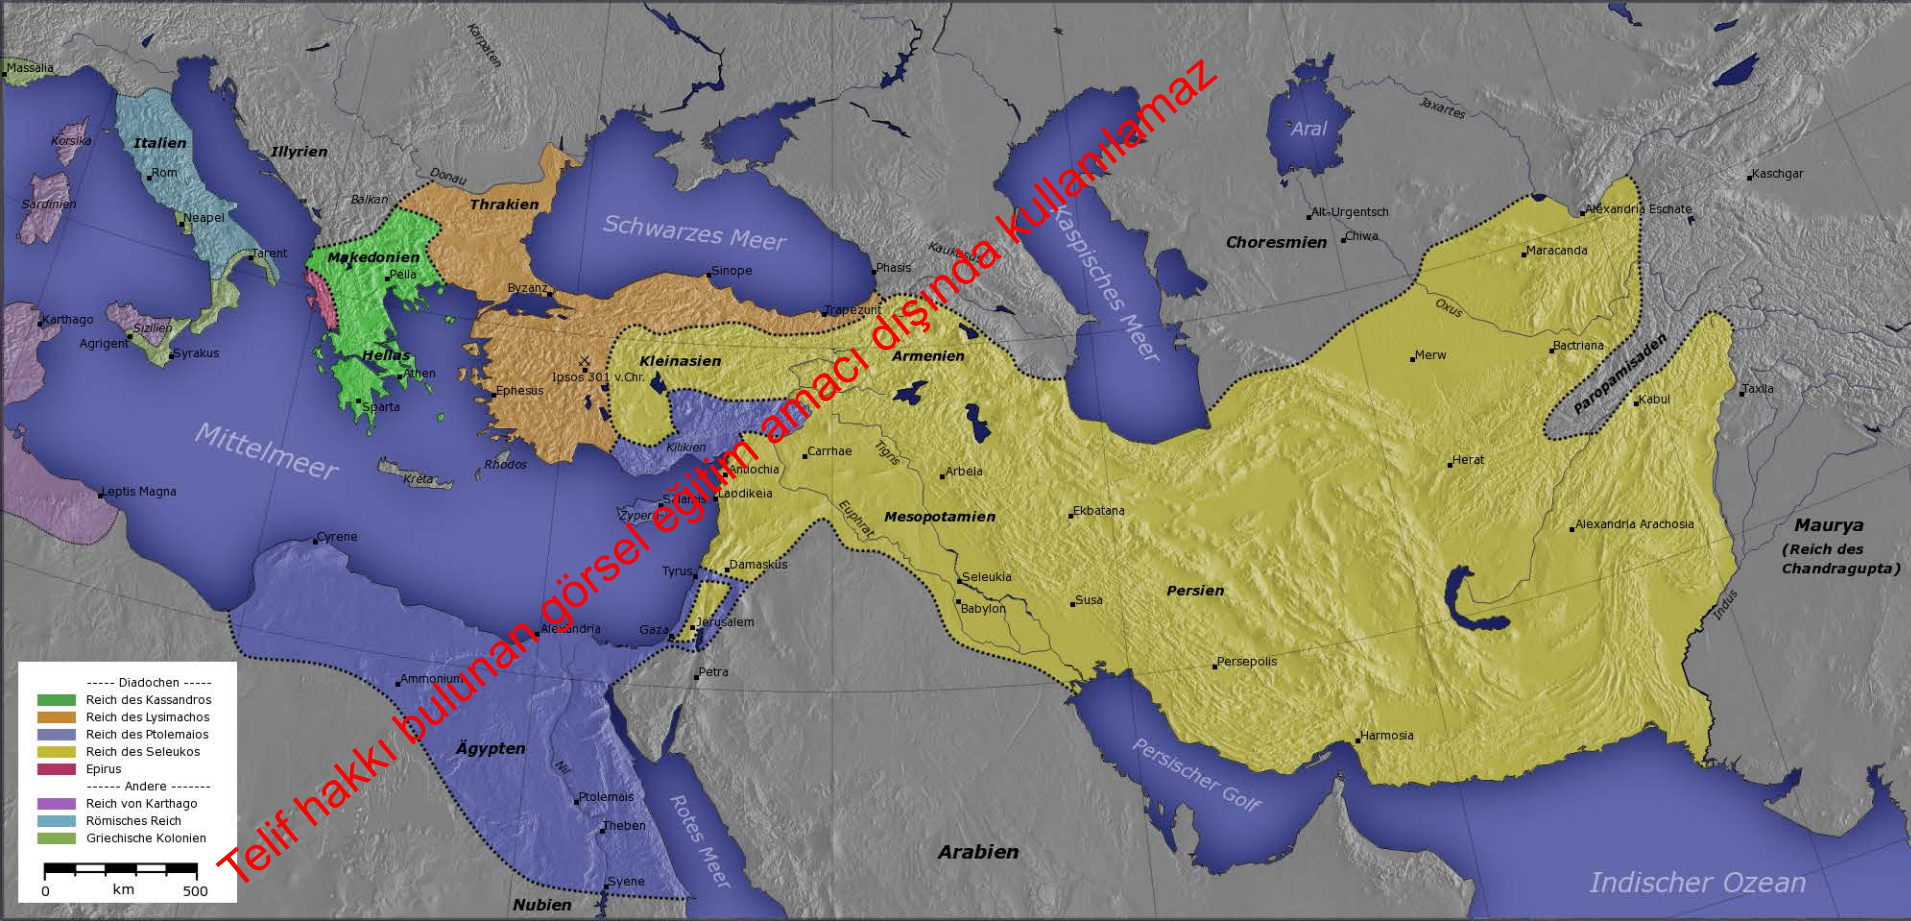 Massalia
Karpaten
Korsika
Italien
Rom
Illyrien
Sardinien
Neapel
Tarent
Balkan
Donau
Thrakien
Makedonien
Pella
Byzanz
Schwarzes Meer
Sinope
Phasis
Trapezunt
Kaukasus
Kaspisches Meer
Aral
Jaxartes
Kaschgar
Alt-Urgentsch
Chiwa
Choresmien
Alexandria Eschate
Maracanda
Oxus
Merw
Bactriana
Paropamisaden
Kabul
Taxila
Karthago
Sizilien
Agrigent
Syrakus
Hellas
Athen
Sparta
Ipsos 301 v.Chr.
Ephesus
Kleinasien
Armenien
Mittelmeer
Kreta
Rhodos
Kilikien
Antiochia
Carrhae
Tigris
Arbela
Herat
Leptis Magna
Zypern
Salamis
Laodikeia
Euphrat
Mesopotamien
Ekbatana
Alexandria Arachosia
Maurya
(Reich des
Chandragupta)
Cyrene
Tyrus
Damaskus
Seleukia
Babylon
Susa
Persien
Indus
Alexandria
Gaza
Jerusalem
Petra
Persepolis
Ammonium
Ägypten
Nil
Ptolemais
Theben
Syene
Nubien
Rotes Meer
Arabien
Persischer Golf
Harmosia
Indischer Ozean
Telif hakkı bulunan görsel eğitim amacı dışında kullanılamaz
----- Diadochen -----
Reich des Kassandros
Reich des Lysimachos
Reich des Ptolemaios
Reich des Seleukos
Epirus
------ Andere ------
Reich von Karthago
Römisches Reich
Griechische Kolonien
0 km 500